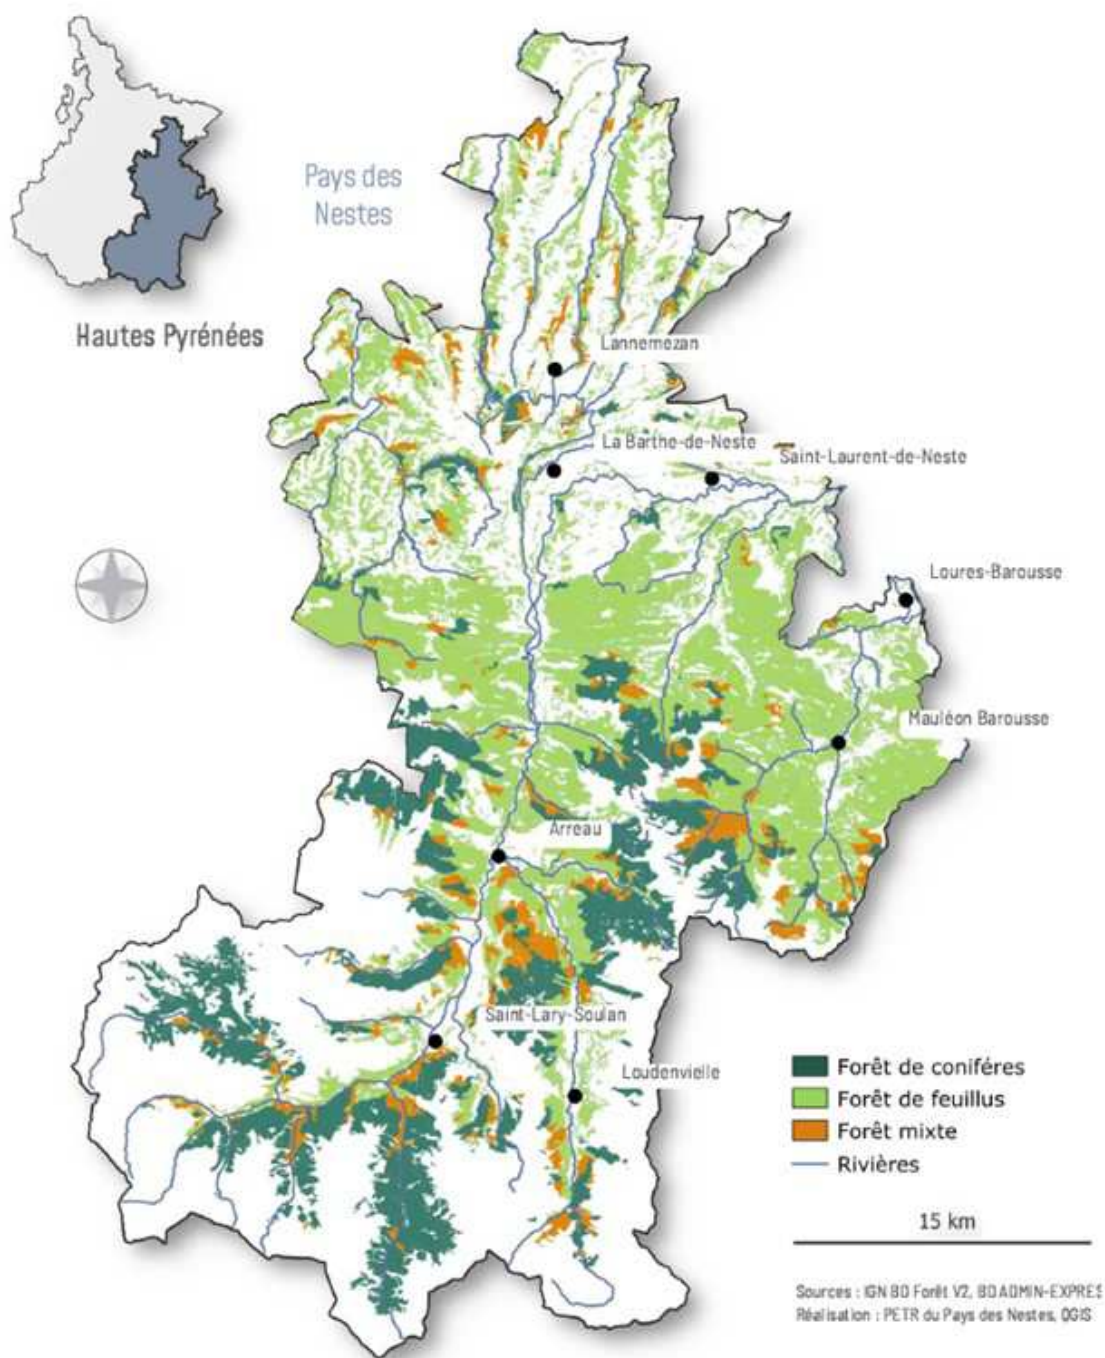 Pays des
Nestes
Hautes Pyrénées
Lannemezan
La Barthe-de-Neste
Saint-Laurent-de-Neste
Loures-Barousse
Mauléon Barousse
Arreau
Saint-Lary-Soulan
Loudenvielle
Forêt de coniféres
Forêt de feuillus
Forêt mixte
Rivières
15 km
Sources : IGN BD Forêt V2, BD ADMIN-EXPRES
Réalisation : PETR du Pays des Nestes, QGIS